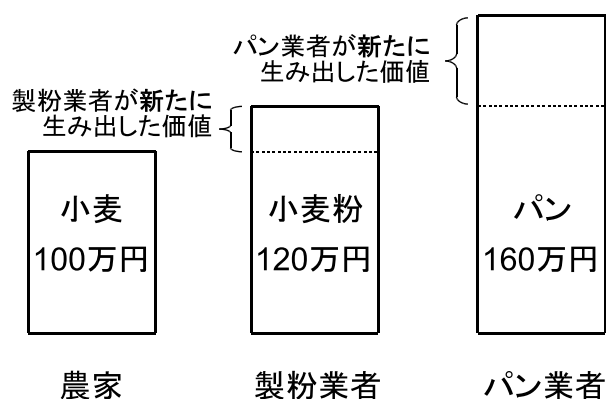 パン業者が新たに
生み出した価値
製粉業者が新たに
生み出した価値
小麦
100万円
小麦粉
120万円
パン
160万円
農家
製粉業者
パン業者